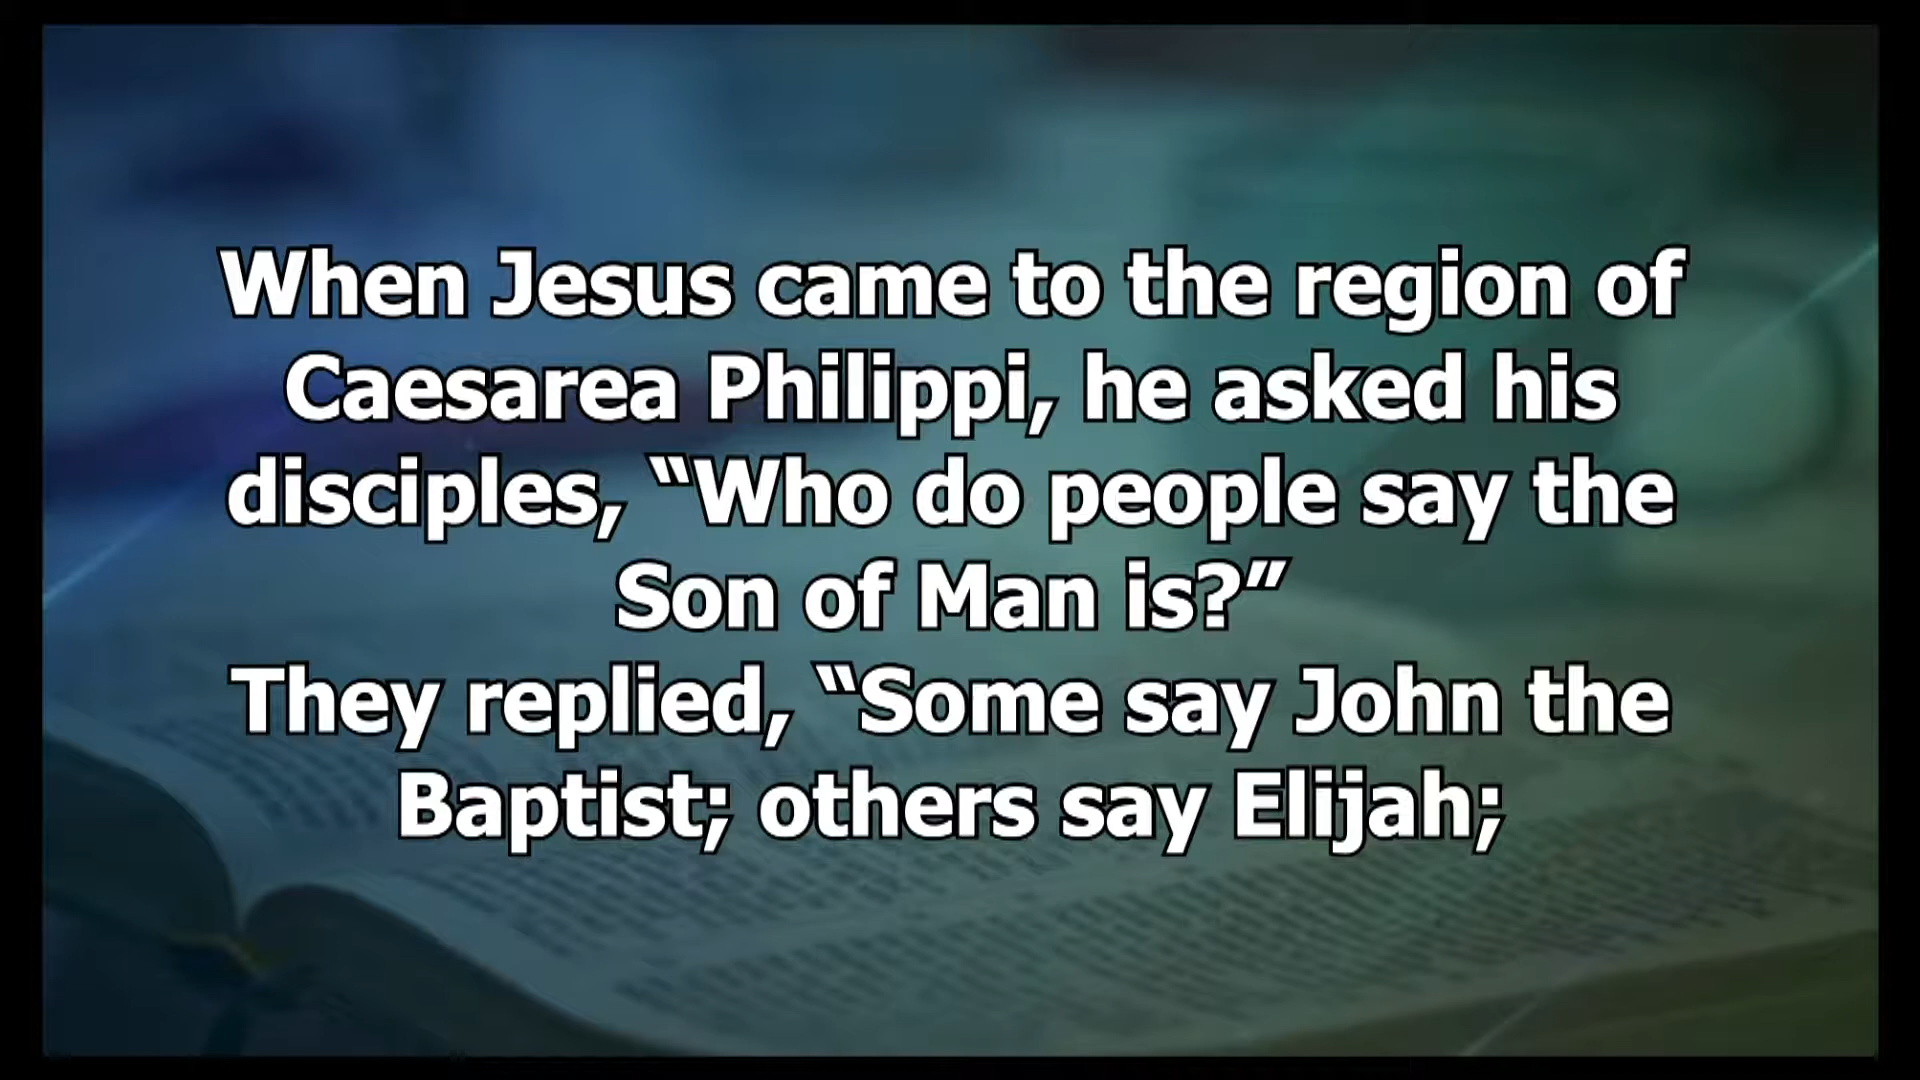 When Jesus came to the region of
Caesarea Philippi, he asked his
disciples, “Who do people say the
Son of Man is?”
They replied, “Some say John the
Baptist; others say Elijah;